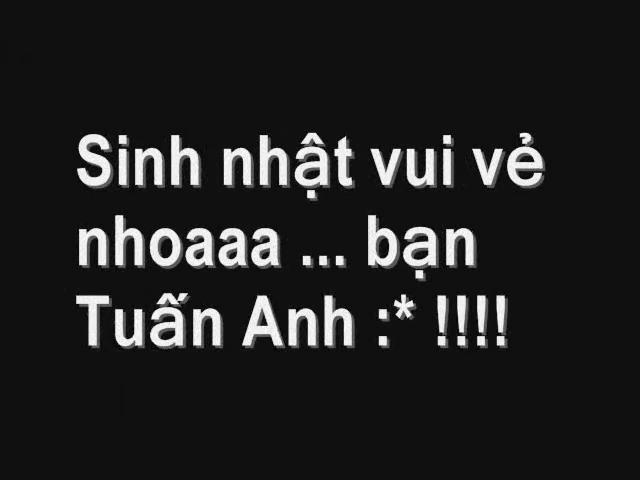 Sinh nhật vui vẻ
nhoaaa ... bạn
Tuấn Anh :* !!!!